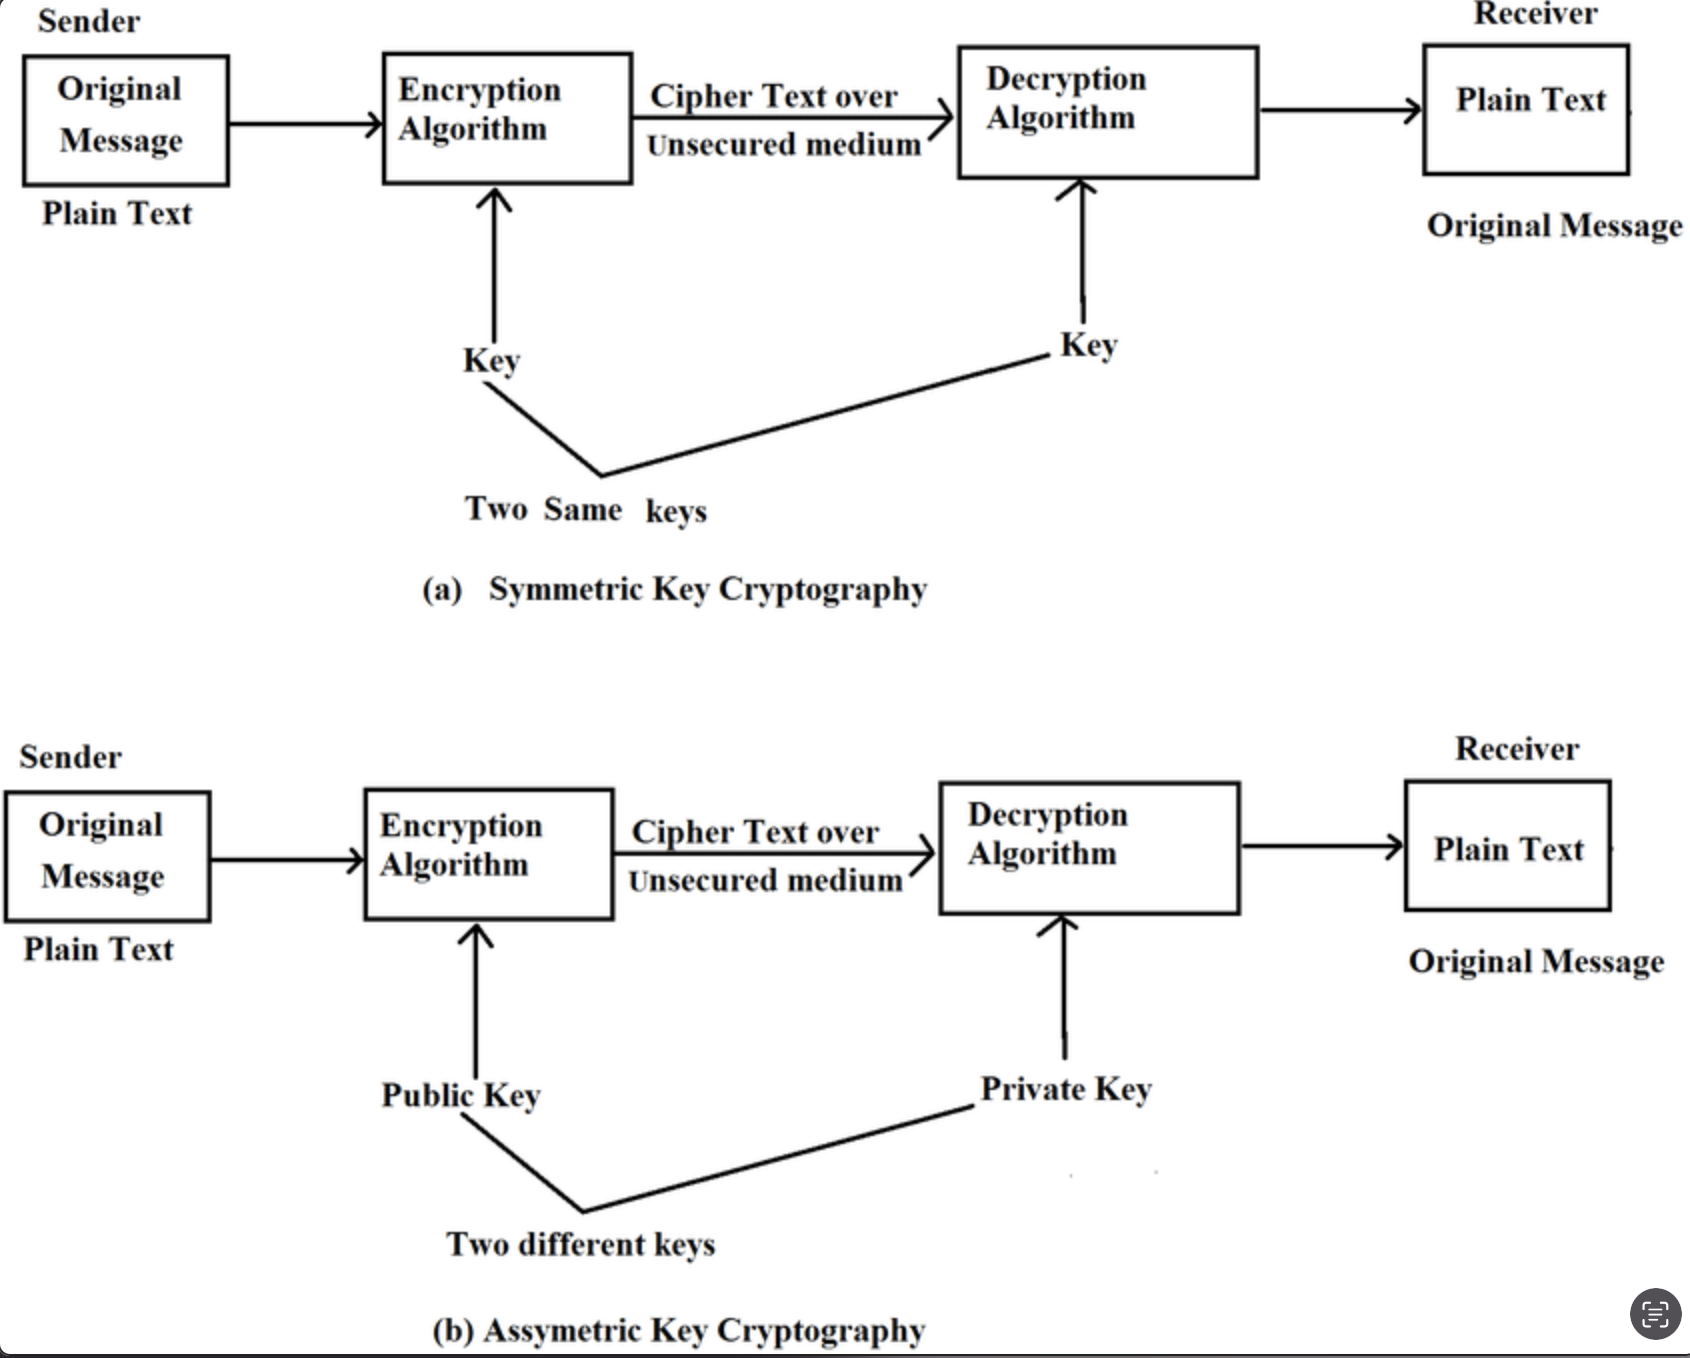 Sender
Receiver
Original
Message
Plain Text
Encryption
Algorithm
Cipher Text over
Unsecured medium
Decryption
Algorithm
Plain Text
Original Message
Key
Key
Two Same keys
(a) Symmetric Key Cryptography
Sender
Receiver
Original
Message
Plain Text
Encryption
Algorithm
Cipher Text over
Unsecured medium
Decryption
Algorithm
Plain Text
Original Message
Public Key
Private Key
Two different keys
(b) Assymetric Key Cryptography